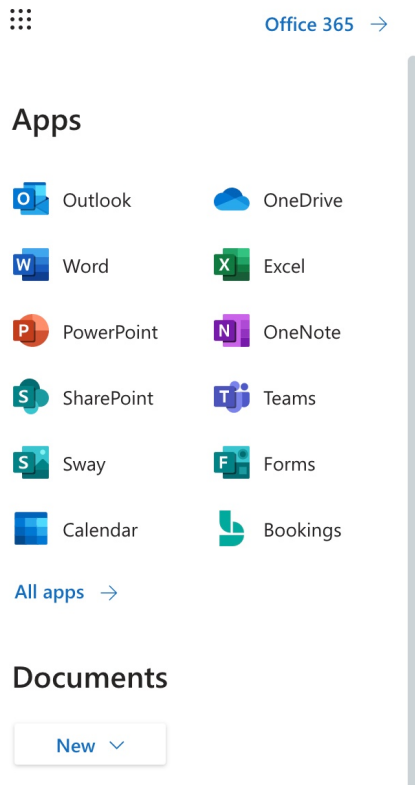 Office 365
Apps
Outlook OneDrive
Word Excel
PowerPoint OneNote
SharePoint Teams
Sway Forms
Calendar Bookings
All apps
Documents
New